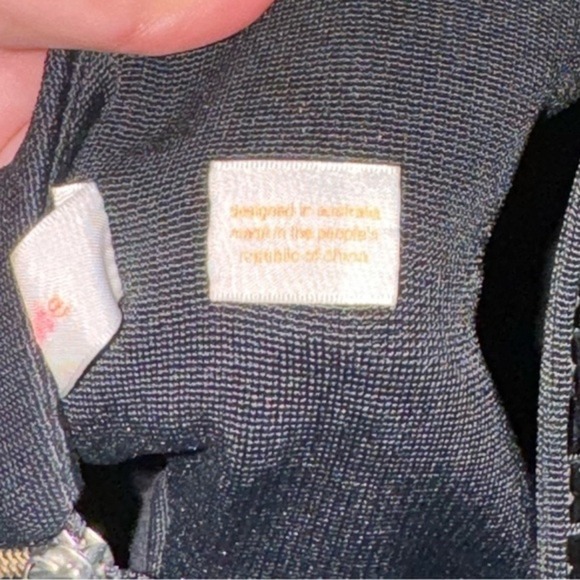 designed in australia
made in the people's
republic of china